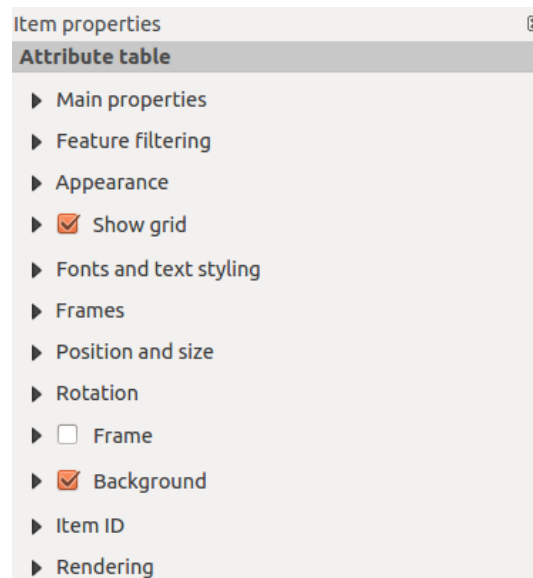 Item properties
Attribute table
Main properties
Feature filtering
Appearance
Show grid
Fonts and text styling
Frames
Position and size
Rotation
Frame
Background
Item ID
Rendering